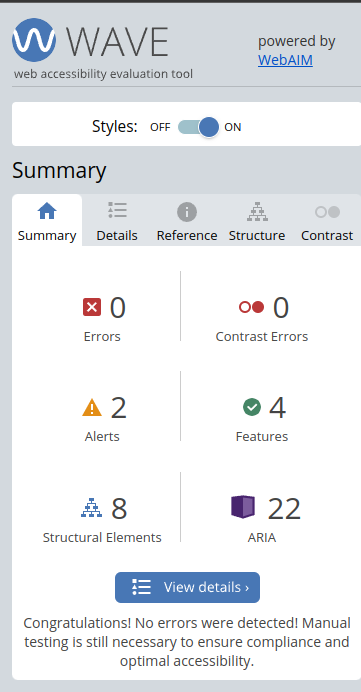 WAVE
web accessibility evaluation tool
powered by
WebAIM
Styles: OFF ON
Summary
Summary Details Reference Structure Contrast
0 0
Errors Contrast Errors
2 4
Alerts Features
8 22
Structural Elements ARIA
View details ›
Congratulations! No errors were detected! Manual
testing is still necessary to ensure compliance and
optimal accessibility.